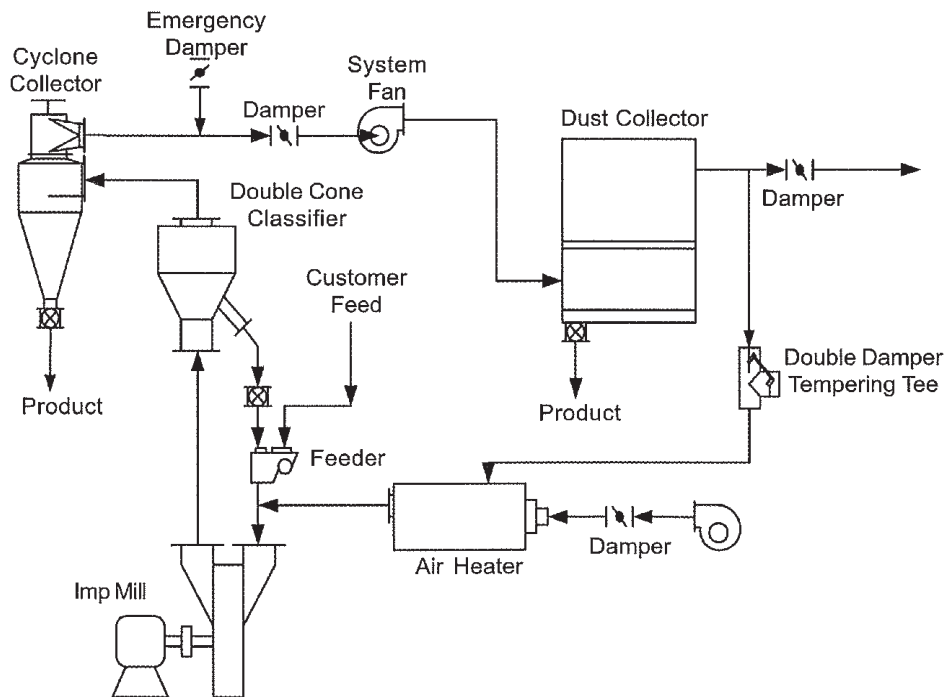 Emergency
Damper
Cyclone
Collector
System
Fan
Damper
Dust Collector
Damper
Double Cone
Classifier
Customer
Feed
Double Damper
Tempering Tee
Product
Product
Feeder
Damper
Air Heater
Imp Mill